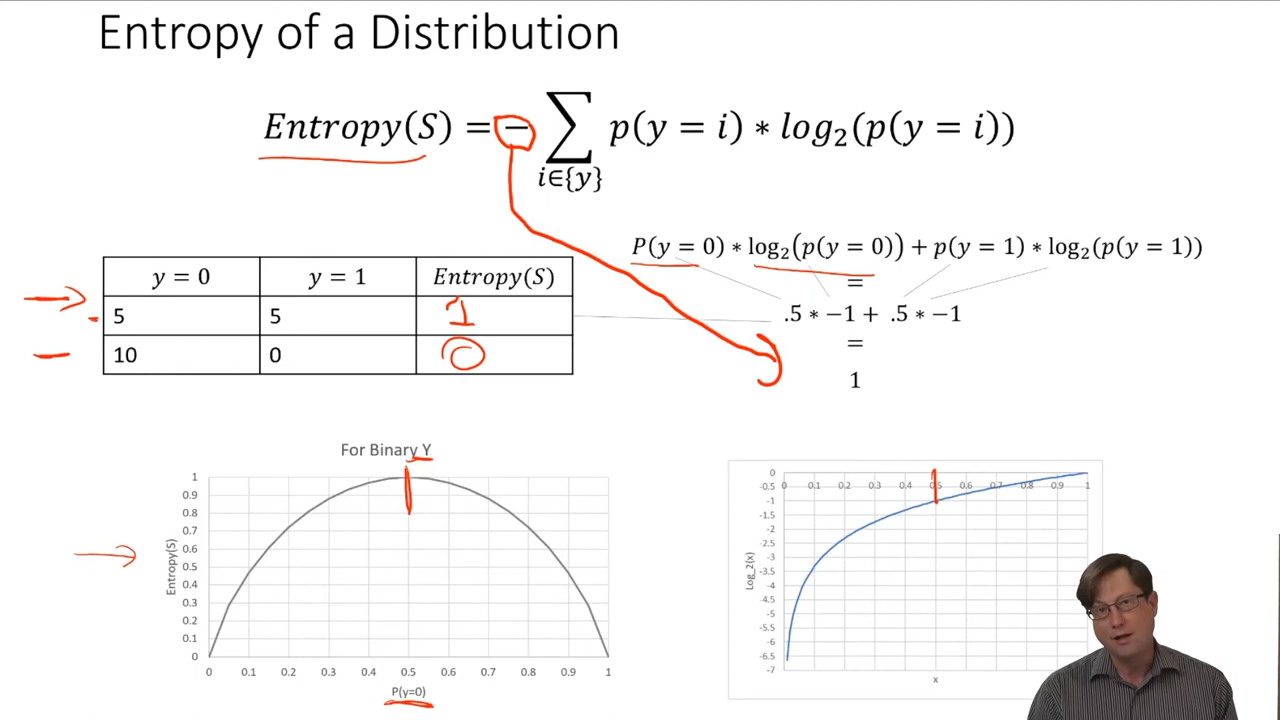 Entropy of a Distribution
Entropy(S) = − ∑ p(y = i) ∗ log₂(p(y = i))
i∈{y}
P(y = 0) ∗ log₂(p(y = 0)) + p(y = 1) ∗ log₂(p(y = 1))
=
.5 ∗ −1 + .5 ∗ −1
=
1
y = 0 y = 1 Entropy(S)
5 5 1
10 0 0
For Binary Y
1
0.9
0.8
0.7
0.6
0.5
0.4
0.3
0.2
0.1
0
Entropy(S)
0 0.1 0.2 0.3 0.4 0.5 0.6 0.7 0.8 0.9 1
P(y=0)
0
-0.5
-1
-1.5
-2
-2.5
-3
-3.5
-4
-4.5
-5
-5.5
-6
-6.5
-7
Log_2(x)
0 0.1 0.2 0.3 0.4 0.5 0.6 0.7 0.8 0.9 1
x